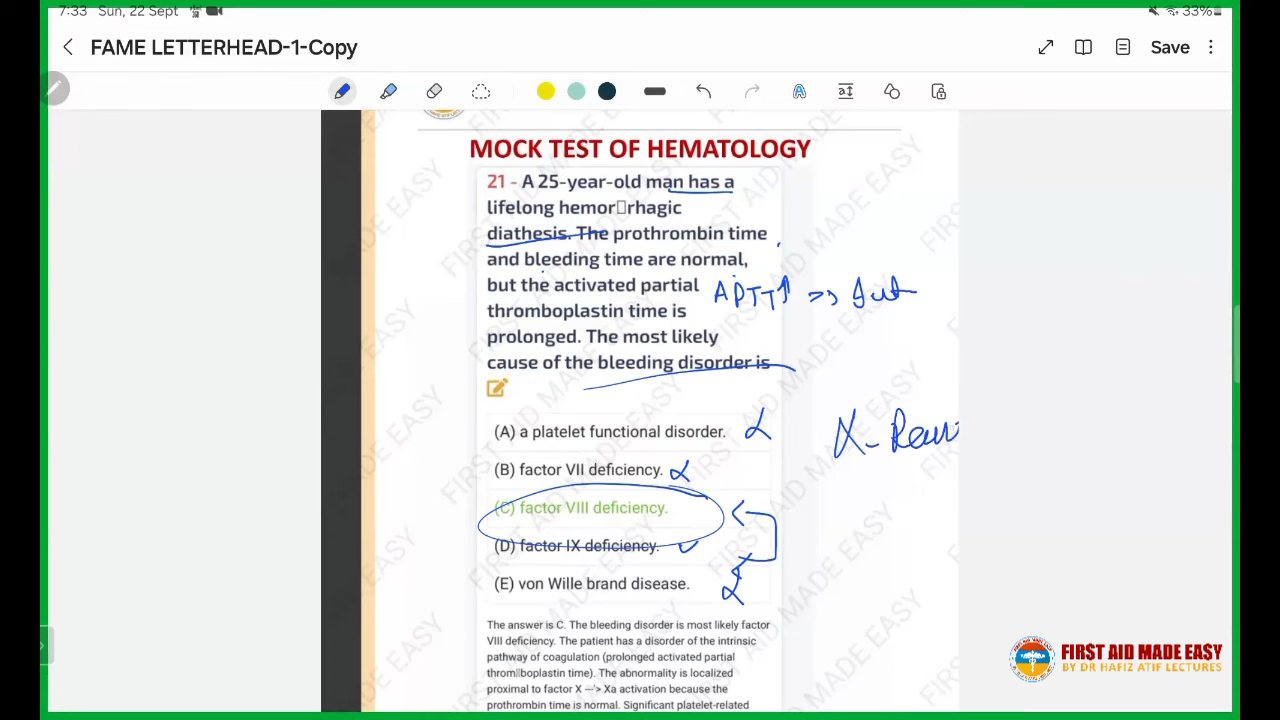 7:33 Sun, 22 Sept
33%
FAME LETTERHEAD-1-Copy
Save
MOCK TEST OF HEMATOLOGY
21 - A 25-year-old man has a
lifelong hemor□rhagic
diathesis. The prothrombin time
and bleeding time are normal,
but the activated partial
thromboplastin time is
prolonged. The most likely
cause of the bleeding disorder is
APTT↑
(A) a platelet functional disorder.
(B) factor VII deficiency.
(C) factor VIII deficiency.
(D) factor IX deficiency.
(E) von Wille brand disease.
The answer is C. The bleeding disorder is most likely factor
VIII deficiency. The patient has a disorder of the intrinsic
pathway of coagulation (prolonged activated partial
throm□boplastin time). The abnormality is localized
proximal to factor X —'> Xa activation because the
prothrombin time is normal. Significant platelet-related
FIRST AID MADE EASY
BY DR HAFIZ ATIF LECTURES